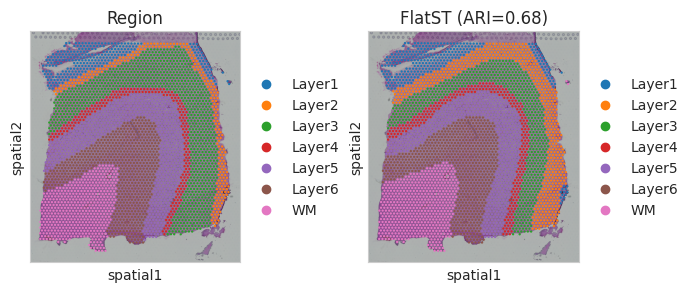 Region
spatial2
spatial1
Layer1
Layer2
Layer3
Layer4
Layer5
Layer6
WM
FlatST (ARI=0.68)
spatial2
spatial1
Layer1
Layer2
Layer3
Layer4
Layer5
Layer6
WM